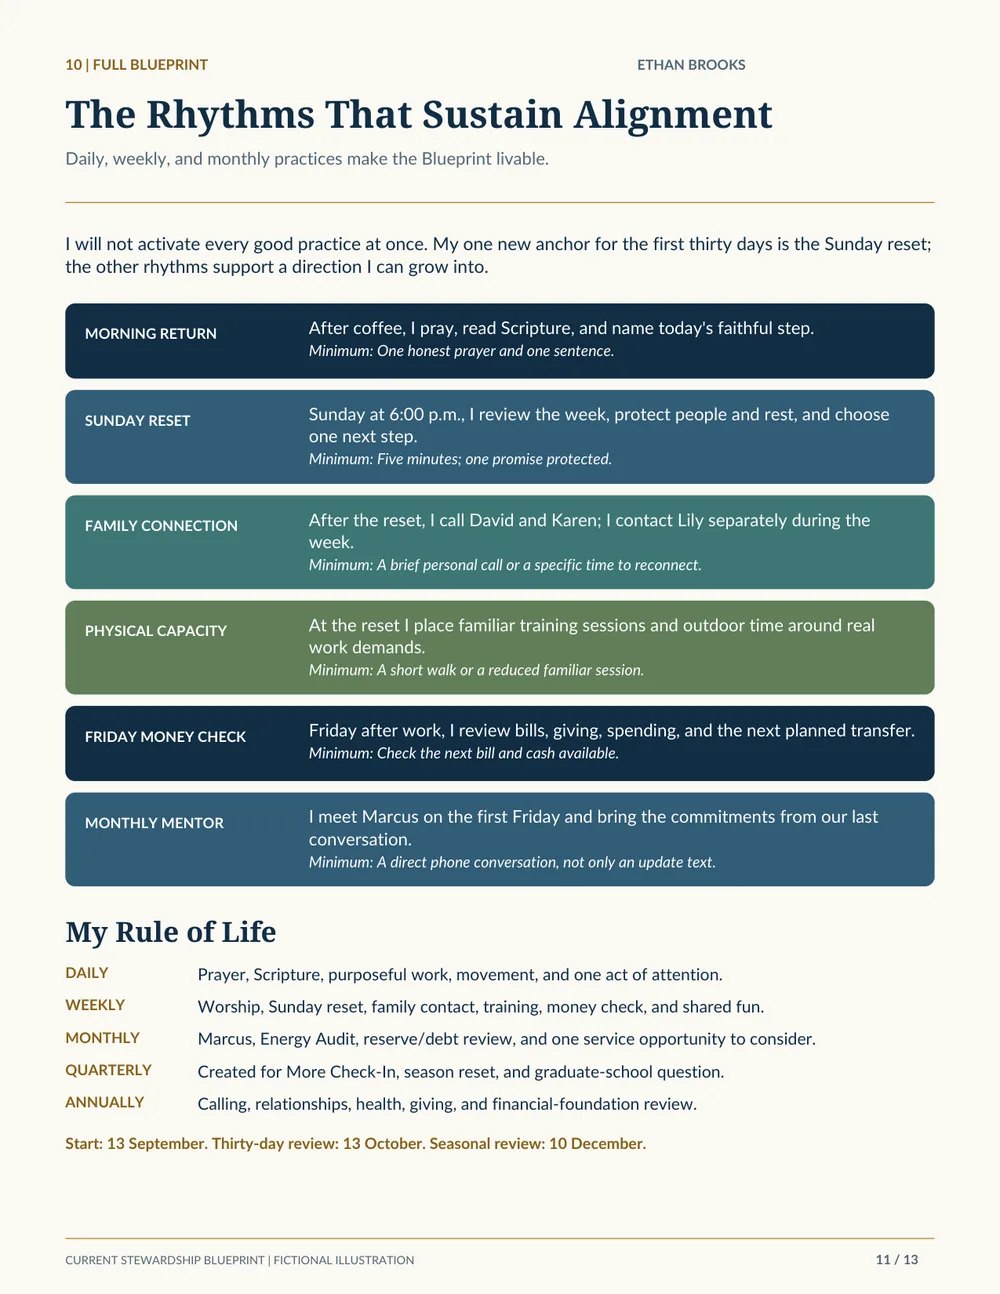 10 | FULL BLUEPRINT
ETHAN BROOKS
The Rhythms That Sustain Alignment
Daily, weekly, and monthly practices make the Blueprint livable.
I will not activate every good practice at once. My one new anchor for the first thirty days is the Sunday reset;
the other rhythms support a direction I can grow into.
MORNING RETURN
After coffee, I pray, read Scripture, and name today's faithful step.
Minimum: One honest prayer and one sentence.
SUNDAY RESET
Sunday at 6:00 p.m., I review the week, protect people and rest, and choose
one next step.
Minimum: Five minutes; one promise protected.
FAMILY CONNECTION
After the reset, I call David and Karen; I contact Lily separately during the
week.
Minimum: A brief personal call or a specific time to reconnect.
PHYSICAL CAPACITY
At the reset I place familiar training sessions and outdoor time around real
work demands.
Minimum: A short walk or a reduced familiar session.
FRIDAY MONEY CHECK
Friday after work, I review bills, giving, spending, and the next planned transfer.
Minimum: Check the next bill and cash available.
MONTHLY MENTOR
I meet Marcus on the first Friday and bring the commitments from our last
conversation.
Minimum: A direct phone conversation, not only an update text.
My Rule of Life
DAILY
Prayer, Scripture, purposeful work, movement, and one act of attention.
WEEKLY
Worship, Sunday reset, family contact, training, money check, and shared fun.
MONTHLY
Marcus, Energy Audit, reserve/debt review, and one service opportunity to consider.
QUARTERLY
Created for More Check-In, season reset, and graduate-school question.
ANNUALLY
Calling, relationships, health, giving, and financial-foundation review.
Start: 13 September. Thirty-day review: 13 October. Seasonal review: 10 December.
CURRENT STEWARDSHIP BLUEPRINT | FICTIONAL ILLUSTRATION
11 / 13